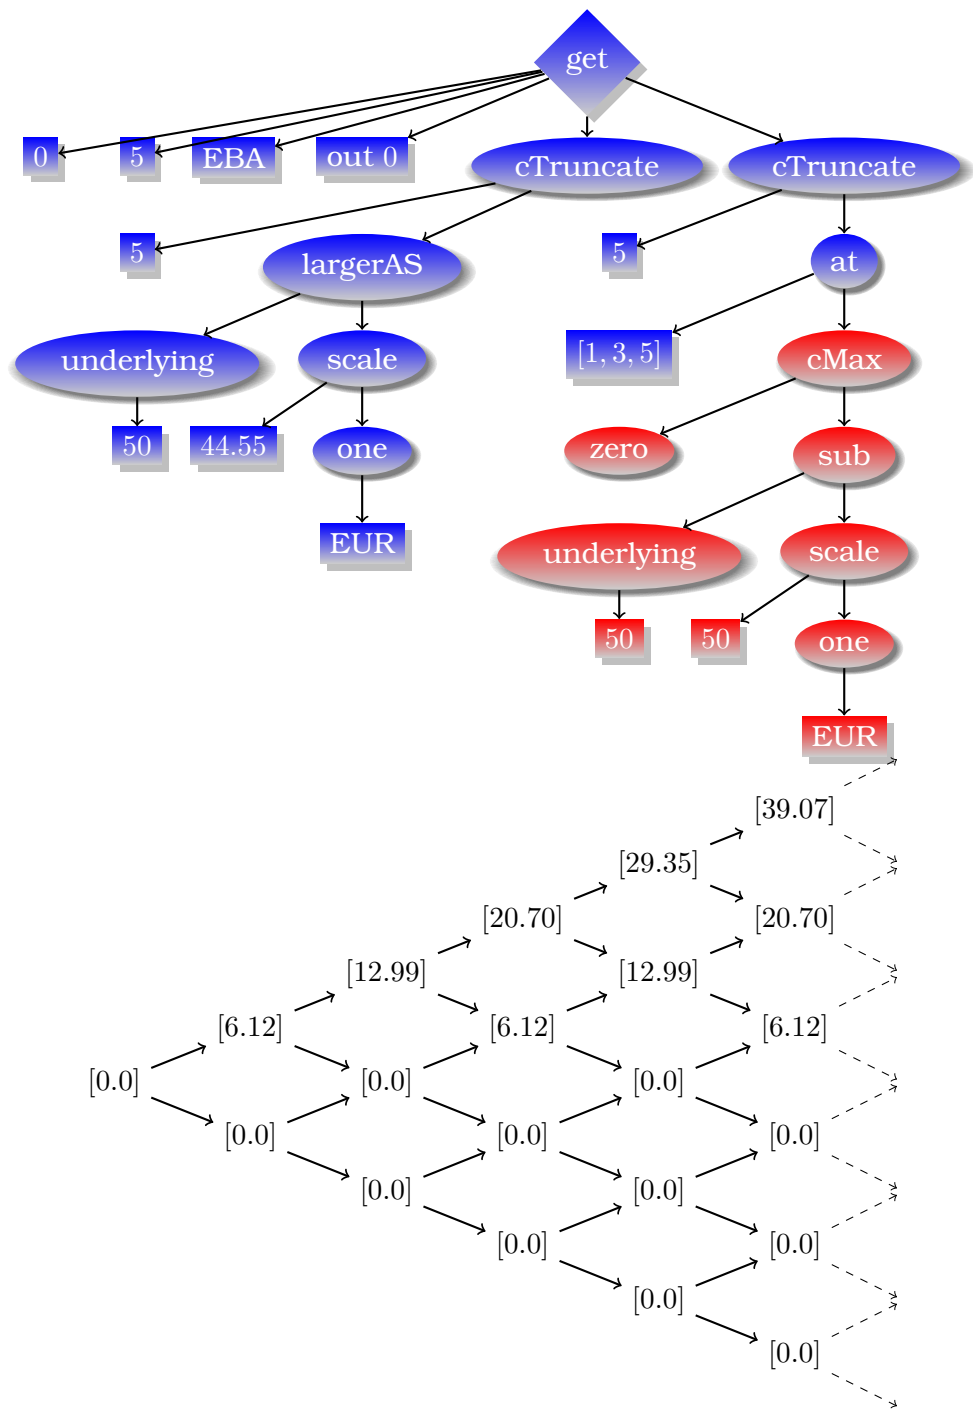 get
0 5 EBA out 0 cTruncate cTruncate
5 largerAS 5 at
underlying scale [1, 3, 5] cMax
50 44.55 one zero sub
EUR underlying scale
50 50 one
EUR
[39.07]
[29.35]
[20.70] [20.70]
[12.99] [12.99]
[6.12] [6.12] [6.12]
[0.0] [0.0] [0.0]
[0.0] [0.0] [0.0]
[0.0] [0.0]
[0.0] [0.0]
[0.0]
[0.0]